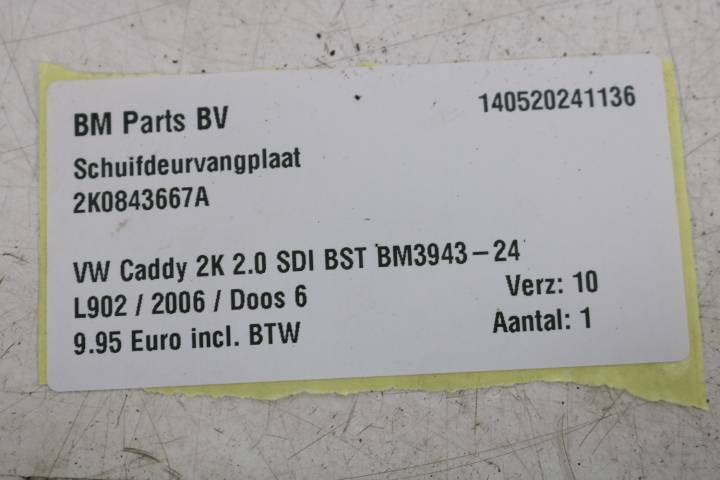 BM Parts BV
140520241136
Schuifdeurvangplaat
2K0843667A
VW Caddy 2K 2.0 SDI BST BM3943-24
L902 / 2006 / Doos 6
Verz: 10
9.95 Euro incl. BTW
Aantal: 1